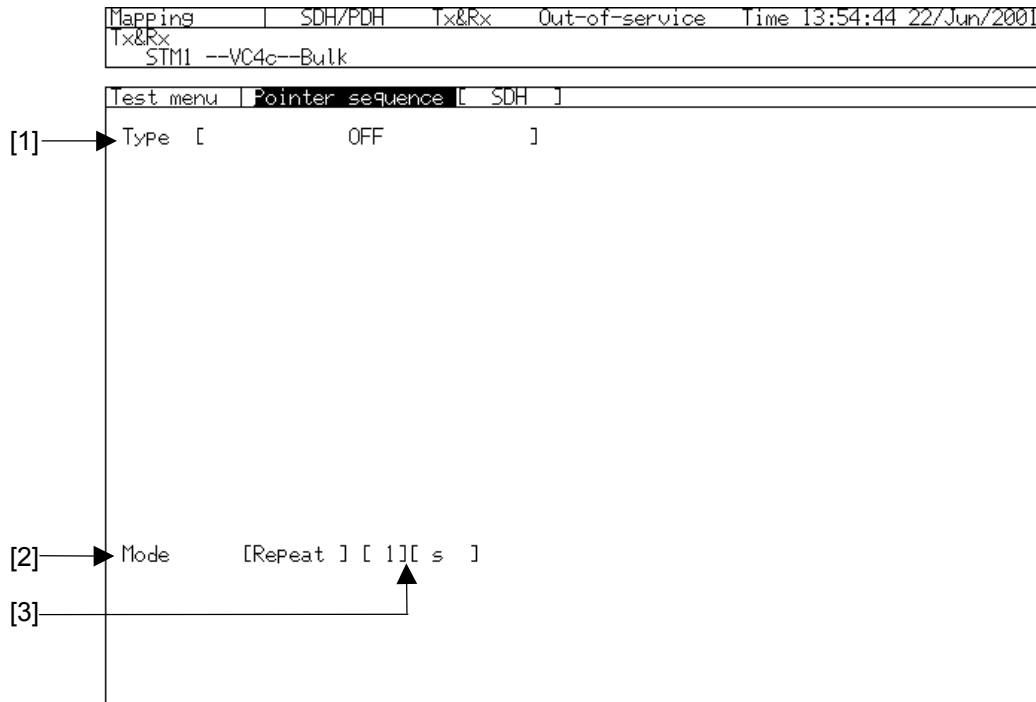 Mapping | SDH/PDH Tx&Rx Out-of-service Time 13:54:44 22/Jun/2001
Tx&Rx
STM1 --VC4c--Bulk
Test menu | Pointer sequence [ SDH ]
[1] Type [ OFF ]
[2] Mode [Repeat ] [ 1][ s ]
[3]